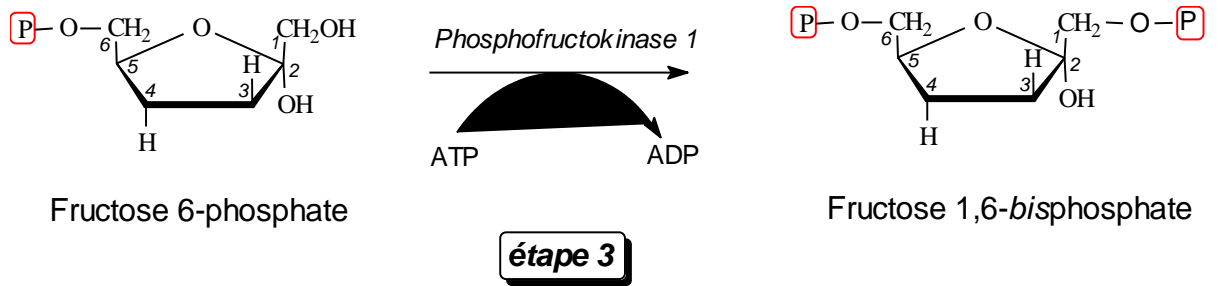 P–O–CH₂ O CH₂OH
6 1
H
5 2
4 3 OH
H
Fructose 6-phosphate
Phosphofructokinase 1
ATP ADP
étape 3
P–O–CH₂ O CH₂–O–P
6 1
H
5 2
4 3 OH
H
Fructose 1,6-bisphosphate